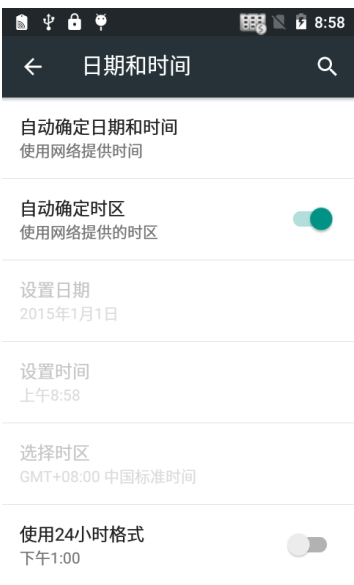 8:58
日期和时间
自动确定日期和时间
使用网络提供时间
自动确定时区
使用网络提供的时区
设置日期
2015年1月1日
设置时间
上午8:58
选择时区
GMT+08:00 中国标准时间
使用24小时格式
下午1:00